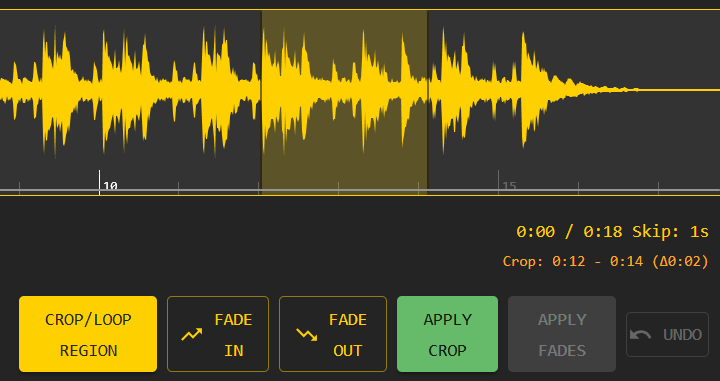 10
15
0:00 / 0:18 Skip: 1s
Crop: 0:12 - 0:14 (Δ0:02)
CROP/LOOP
REGION
FADE
IN
FADE
OUT
APPLY
CROP
APPLY
FADES
UNDO